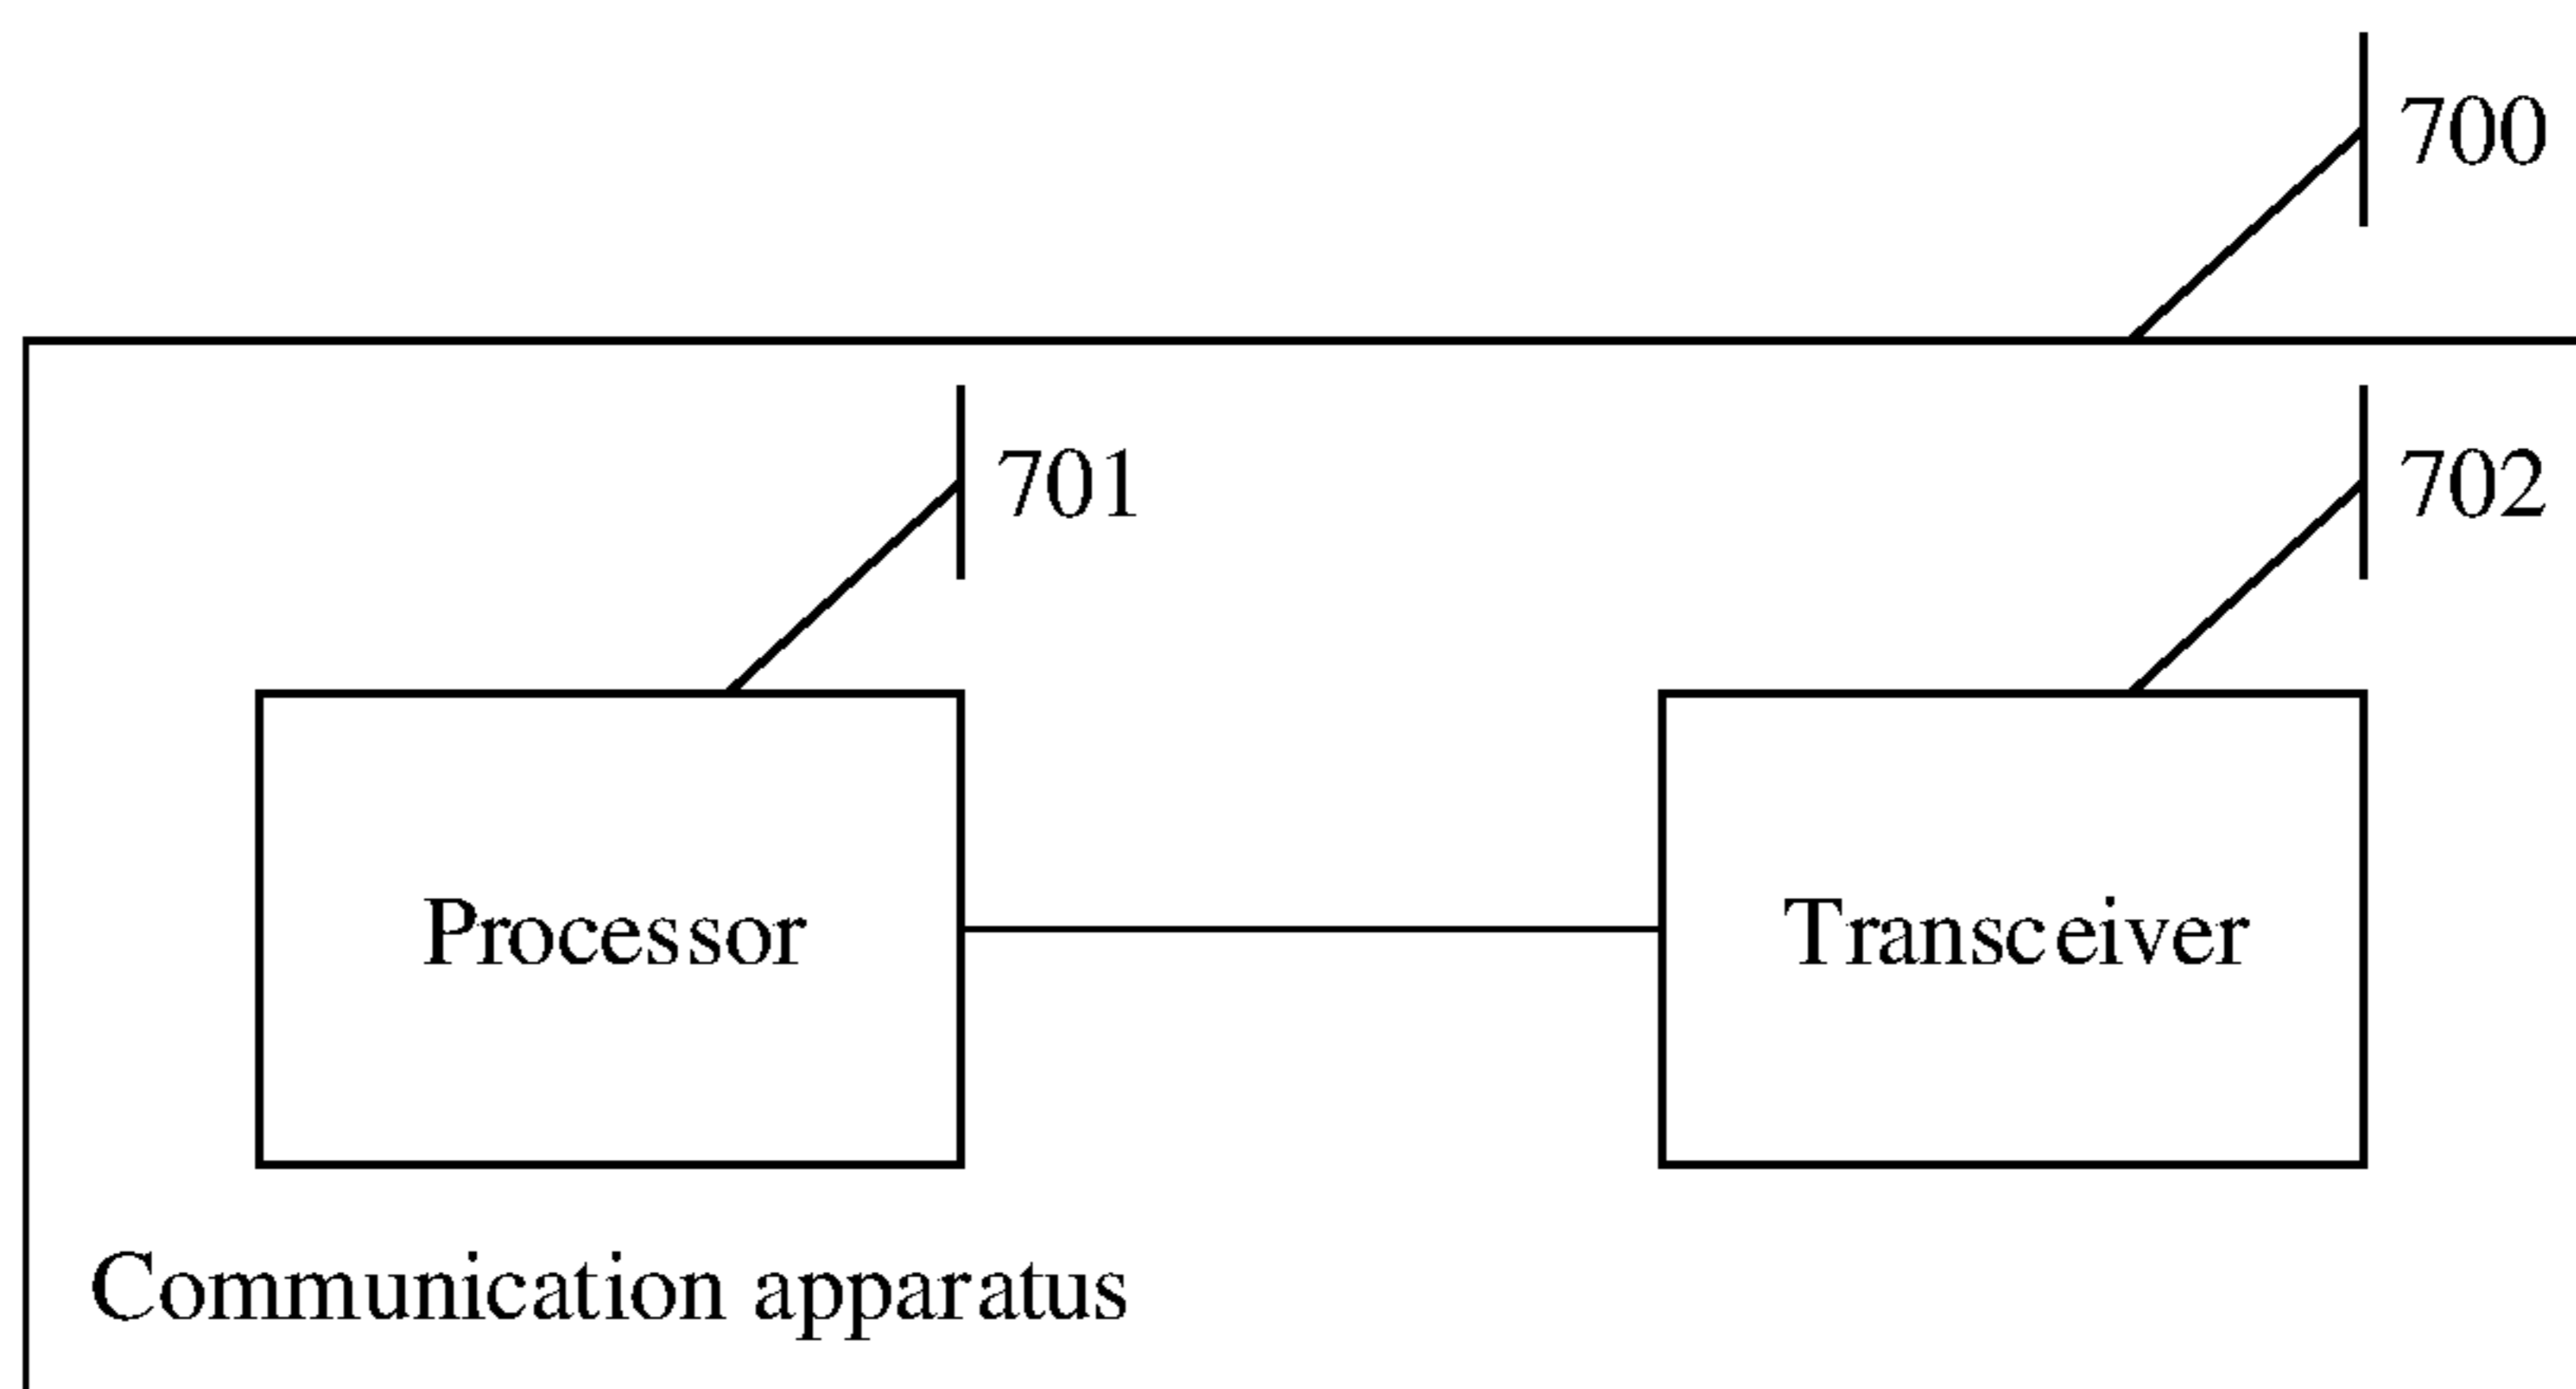 700
701
702
Processor
Transceiver
Communication apparatus